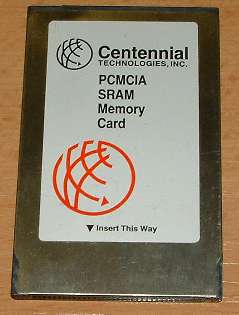 Centennial
TECHNOLOGIES, INC.
PCMCIA
SRAM
Memory
Card
▼ Insert This Way